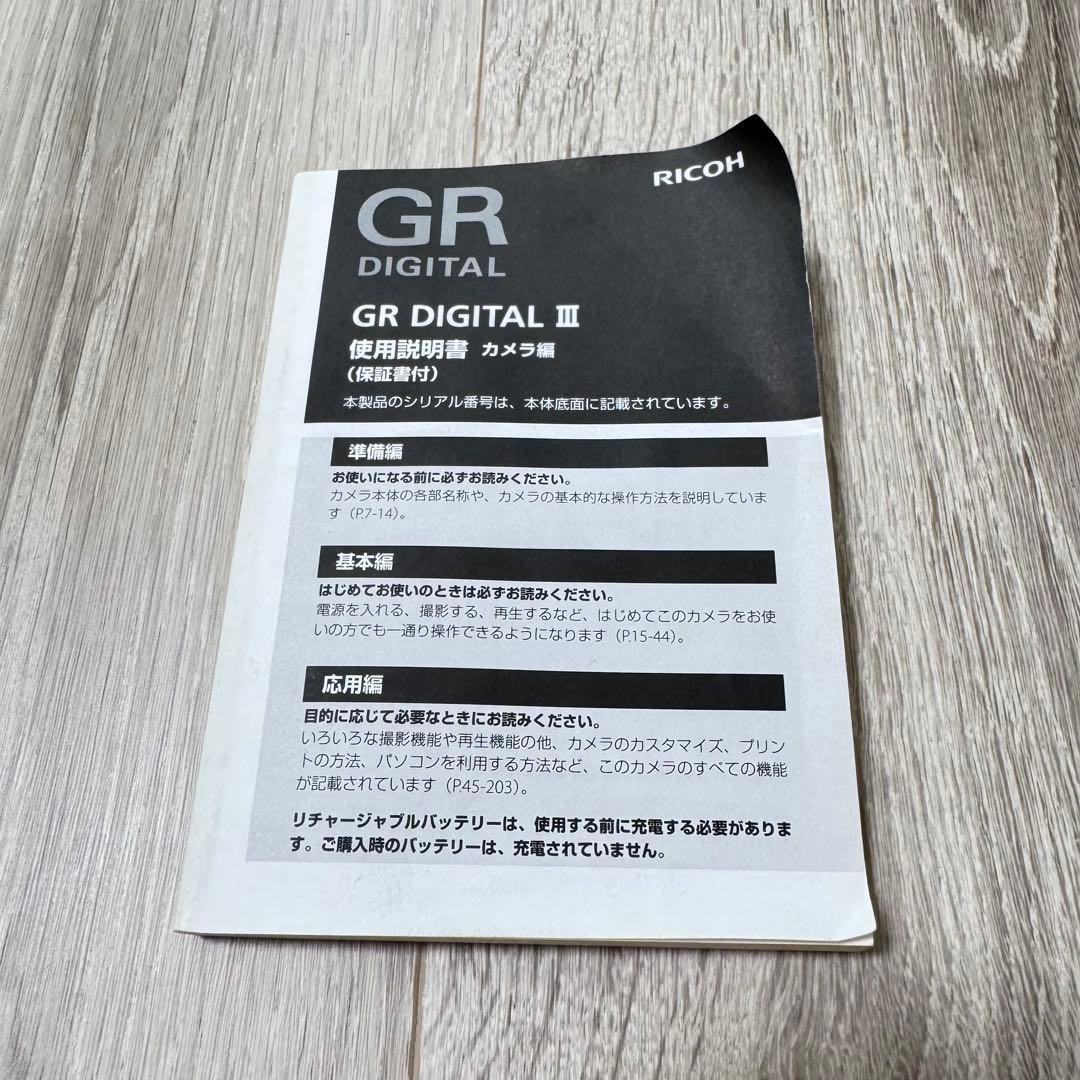 RICOH
GR
DIGITAL
GR DIGITAL III
使用説明書 カメラ編
（保証書付）
本製品のシリアル番号は、本体底面に記載されています。
準備編
お使いになる前に必ずお読みください。
カメラ本体の各部名称や、カメラの基本的な操作方法を説明していま
す（P.7-14）。
基本編
はじめてお使いのときは必ずお読みください。
電源を入れる、撮影する、再生するなど、はじめてこのカメラをお使
いの方でも一通り操作できるようになります（P.15-44）。
応用編
目的に応じて必要なときにお読みください。
いろいろな撮影機能や再生機能の他、カメラのカスタマイズ、プリン
トの方法、パソコンを利用する方法など、このカメラのすべての機能
が記載されています（P.45-203）。
リチャージャブルバッテリーは、使用する前に充電する必要がありま
す。ご購入時のバッテリーは、充電されていません。